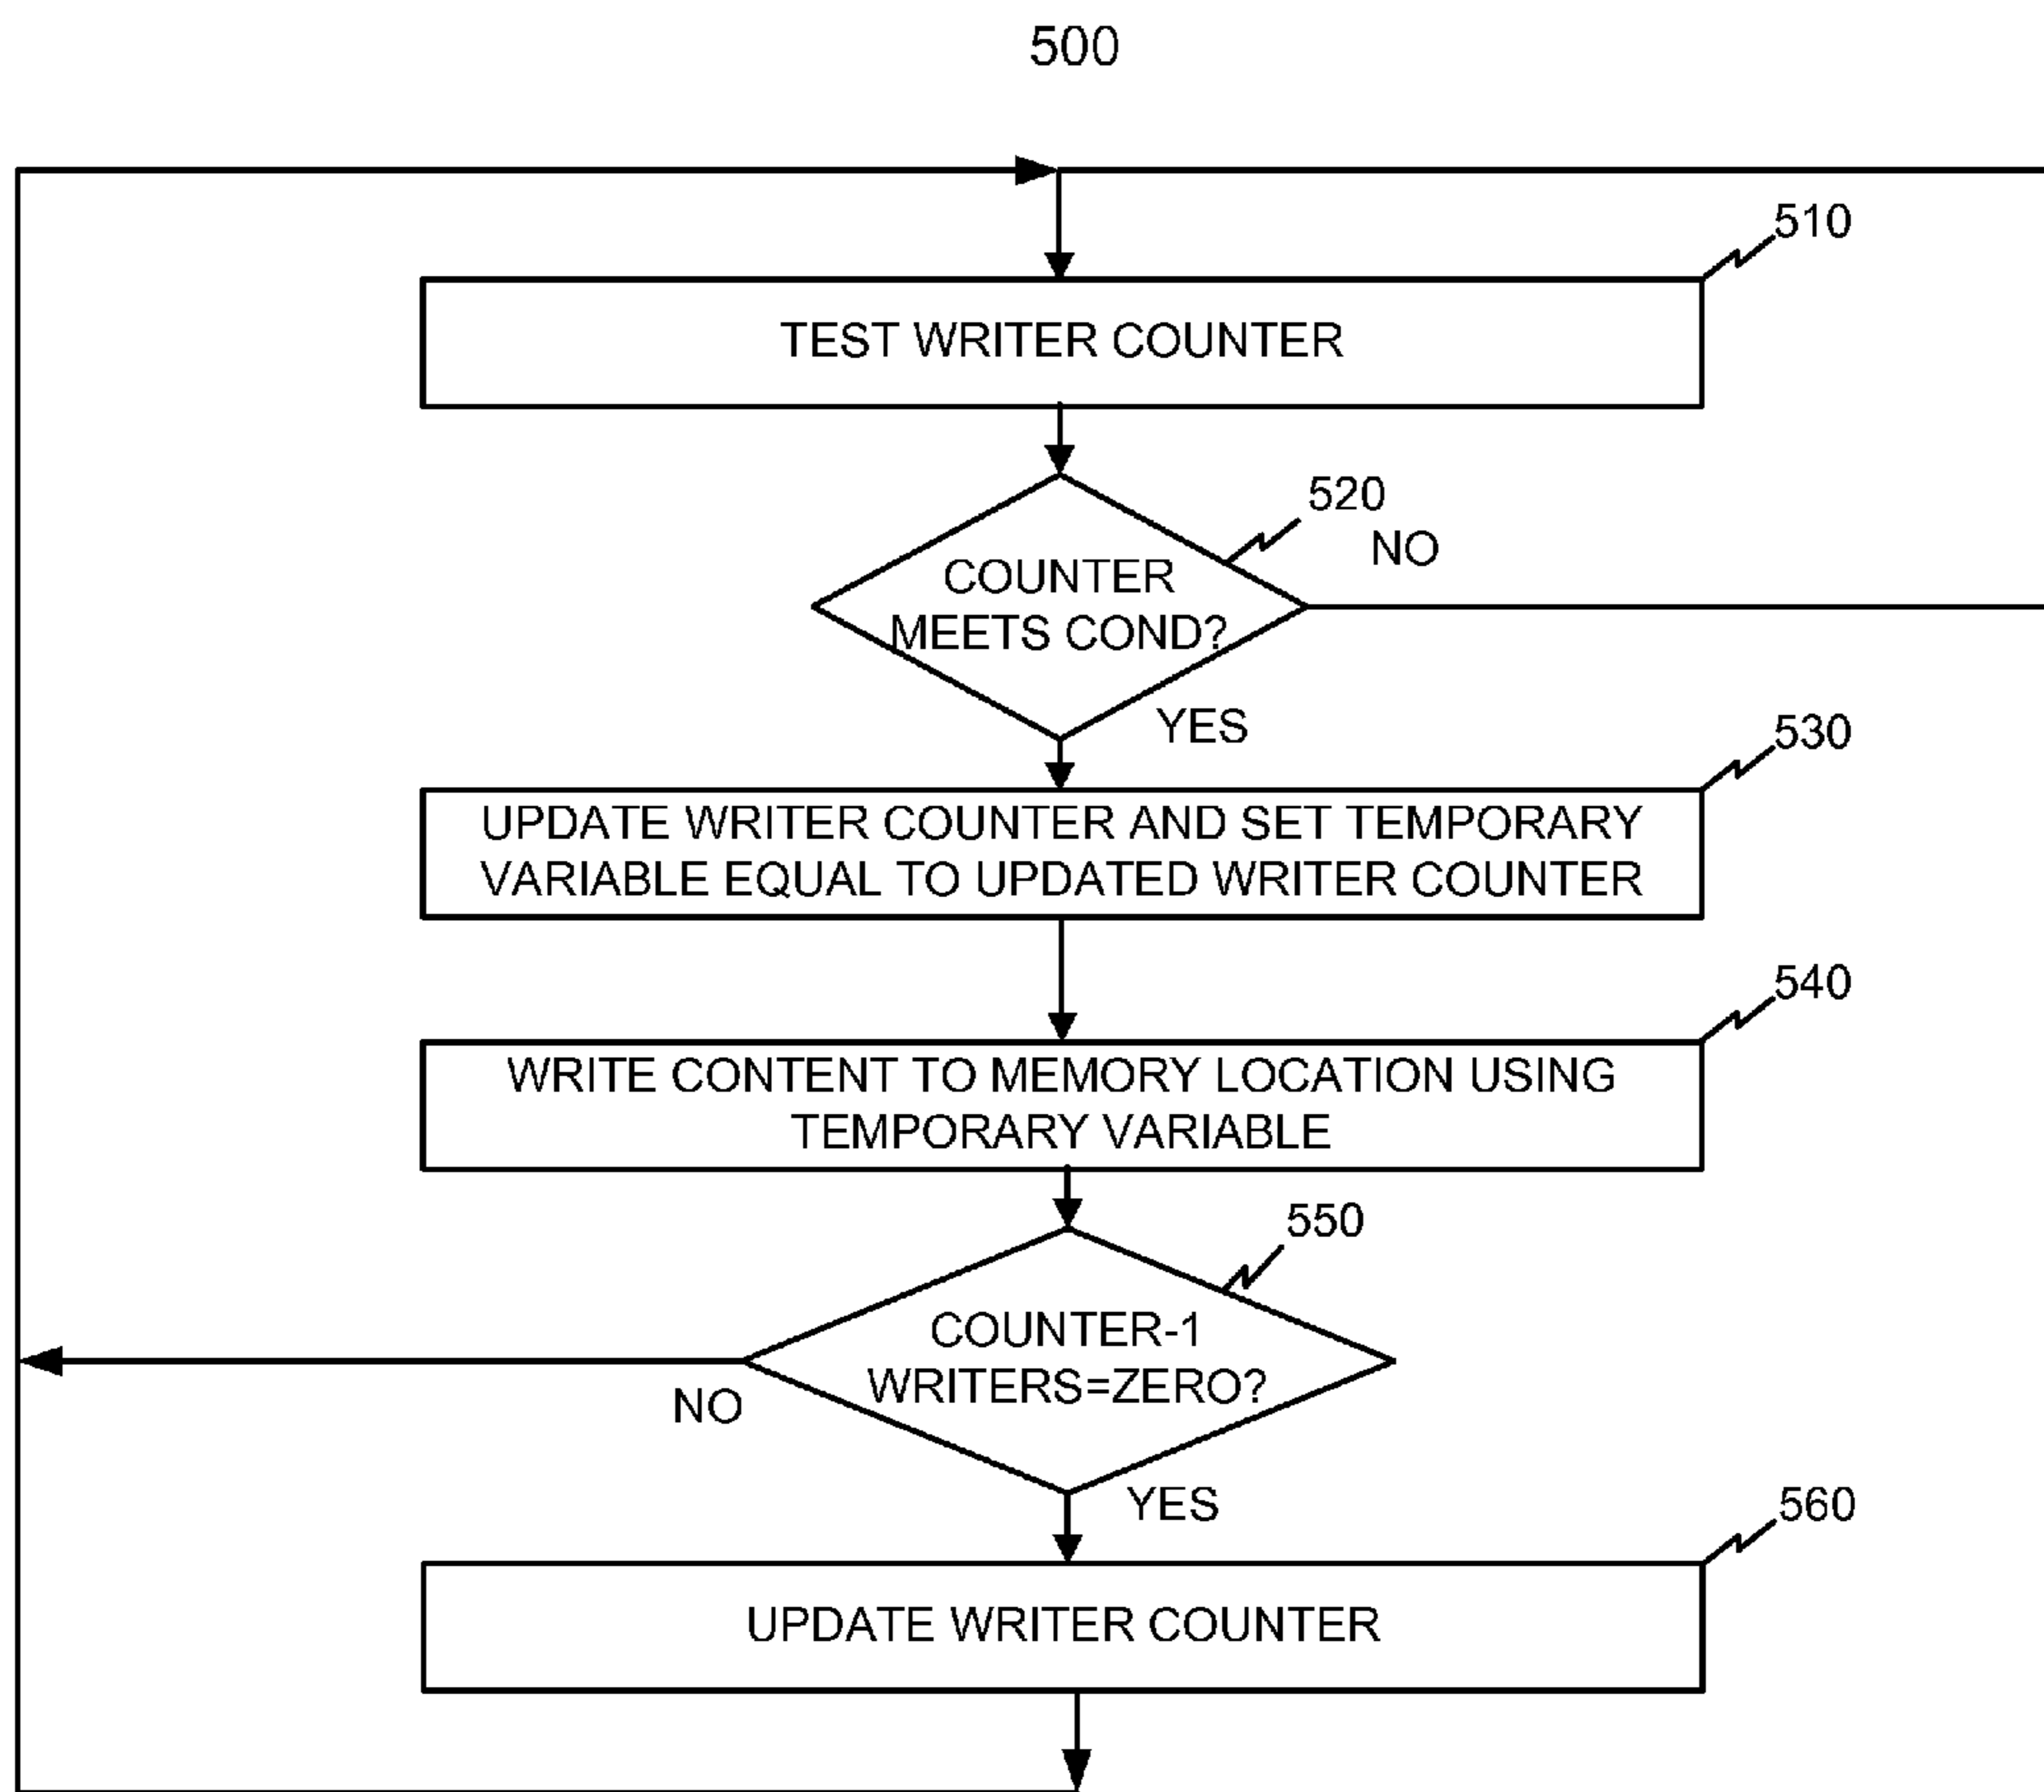 500
510
TEST WRITER COUNTER
520
NO
COUNTER
MEETS COND?
YES
530
UPDATE WRITER COUNTER AND SET TEMPORARY
VARIABLE EQUAL TO UPDATED WRITER COUNTER
540
WRITE CONTENT TO MEMORY LOCATION USING
TEMPORARY VARIABLE
550
COUNTER-1
WRITERS=ZERO?
NO
YES
560
UPDATE WRITER COUNTER